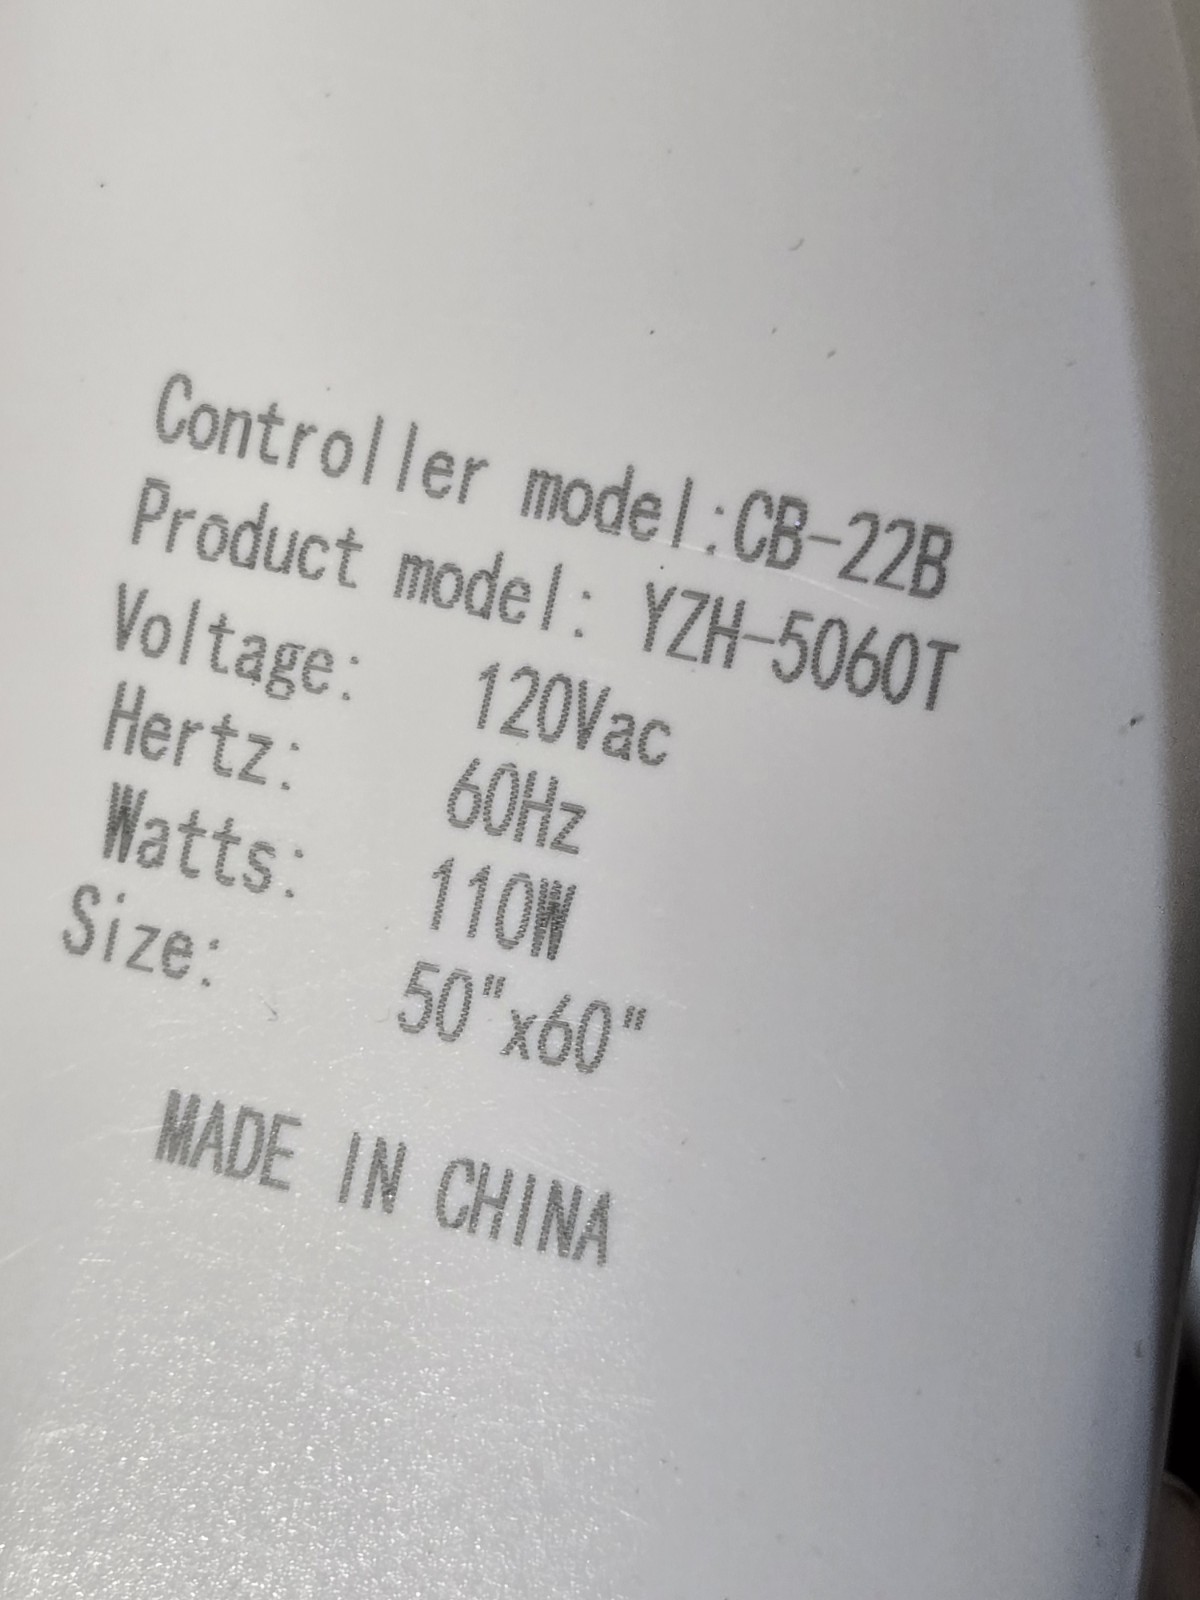 Controller model:CB-22B
Product model: YZH-5060T
Voltage: 120Vac
Hertz: 60Hz
Watts: 110W
Size: 50"x60"
MADE IN CHINA